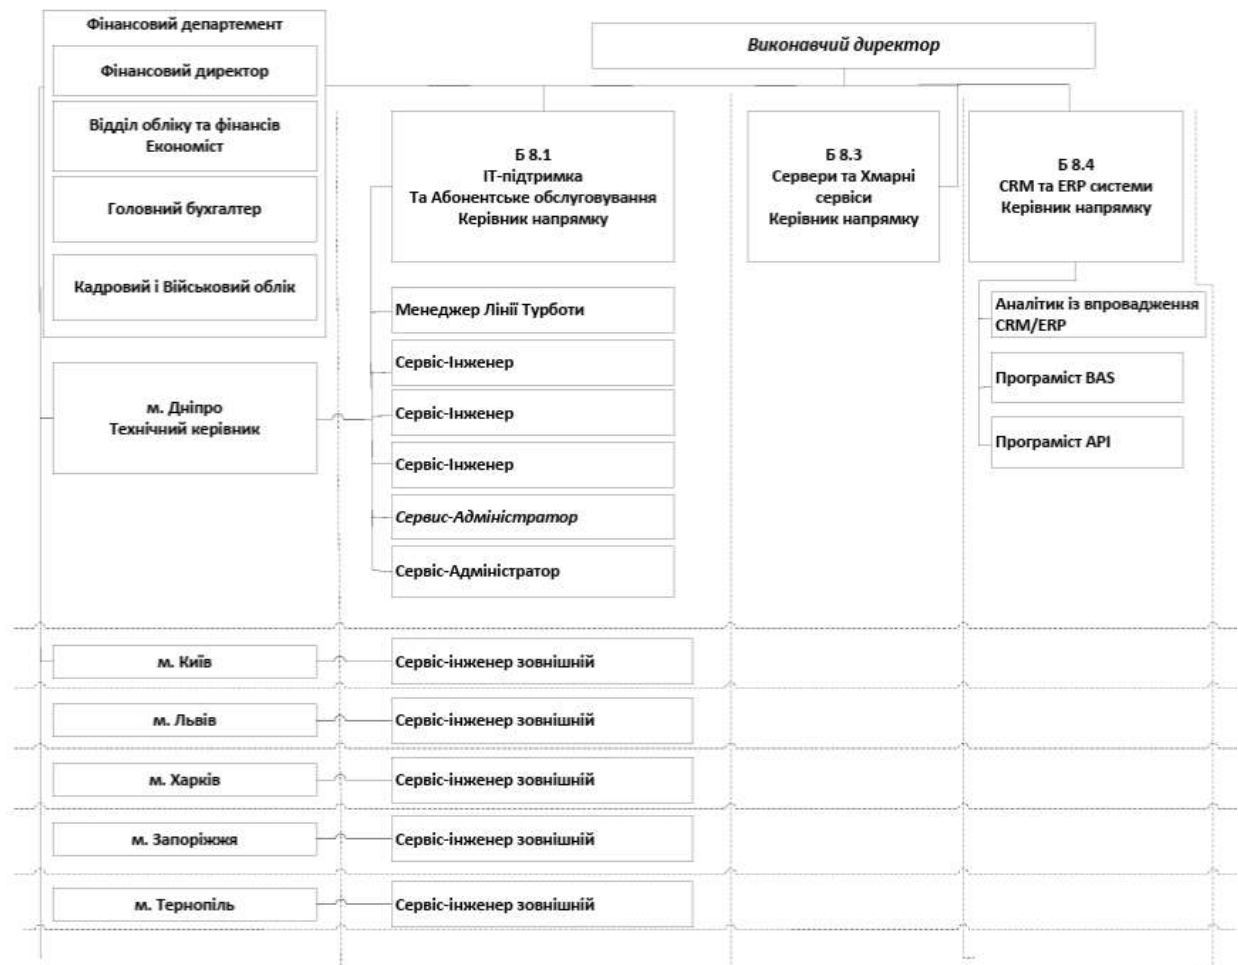 Фінансовий департемент
Фінансовий директор
Відділ обліку та фінансів
Економіст
Головний бухгалтер
Кадровий і Військовий облік
м. Дніпро
Технічний керівник
Виконавчий директор
Б 8.1
ІТ-підтримка
Та Абонентське обслуговування
Керівник напрямку
Менеджер Лінії Турботи
Сервіс-Інженер
Сервіс-Інженер
Сервіс-Інженер
Сервис-Адміністратор
Сервіс-Адміністратор
Б 8.3
Сервери та Хмарні
сервіси
Керівник напрямку
Б 8.4
CRM та ERP системи
Керівник напрямку
Аналітик із впровадження
CRM/ERP
Програміст BAS
Програміст API
м. Київ
Сервіс-інженер зовнішній
м. Львів
Сервіс-інженер зовнішній
м. Харків
Сервіс-інженер зовнішній
м. Запоріжжя
Сервіс-інженер зовнішній
м. Тернопіль
Сервіс-інженер зовнішній